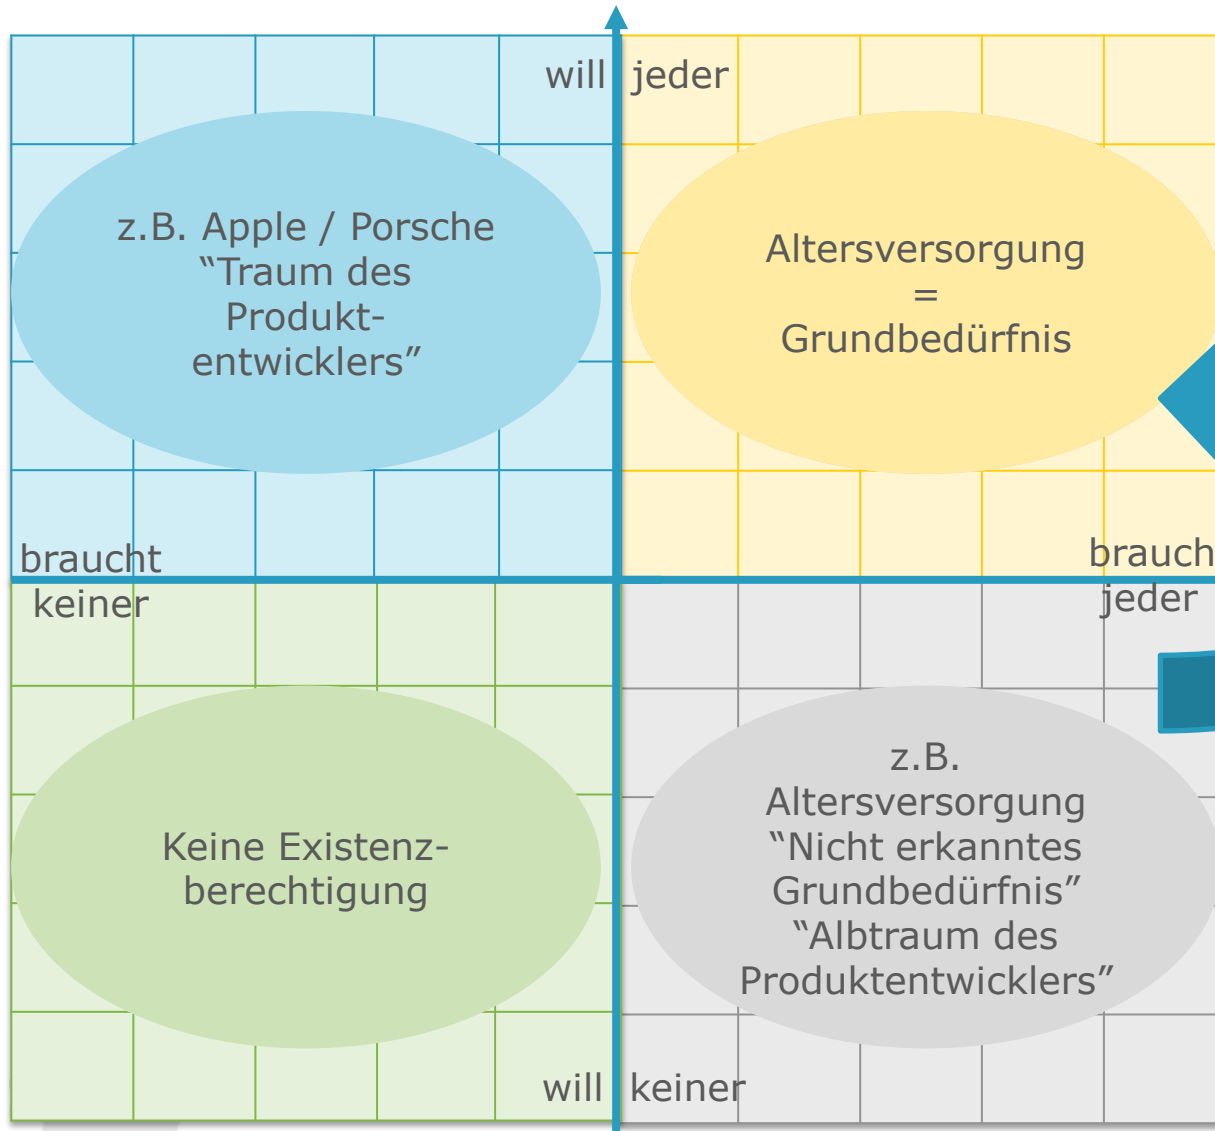 will jeder
z.B. Apple / Porsche
“Traum des
Produkt-
entwicklers”
Altersversorgung
=
Grundbedürfnis
braucht
keiner
brauch
jeder
Keine Existenz-
berechtigung
z.B.
Altersversorgung
“Nicht erkanntes
Grundbedürfnis”
“Albtraum des
Produktentwicklers”
will keiner